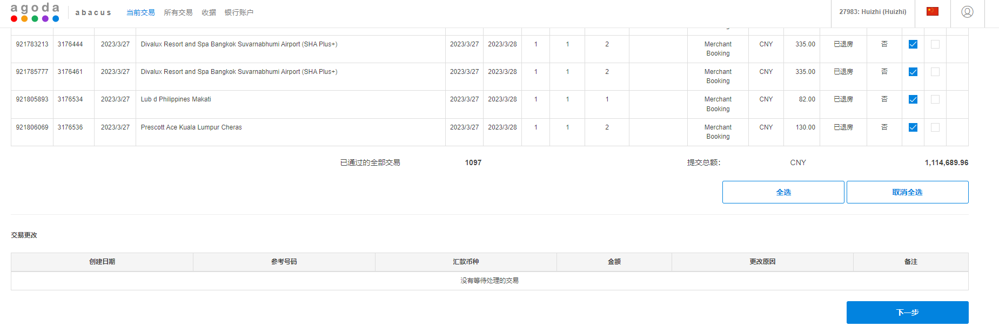 agoda
abacus 当前交易 所有交易 收据 银行账户 27983: Huizhi (Huizhi)
921783213 3176444 2023/3/27 Divalux Resort and Spa Bangkok Suvarnabhumi Airport (SHA Plus+) 2023/3/27 2023/3/28 1 1 2 Merchant Booking CNY 335.00 已退房 否
921785777 3176461 2023/3/27 Divalux Resort and Spa Bangkok Suvarnabhumi Airport (SHA Plus+) 2023/3/27 2023/3/28 1 1 2 Merchant Booking CNY 335.00 已退房 否
921805893 3176534 2023/3/27 Lub d Philippines Makati 2023/3/27 2023/3/28 1 1 1 Merchant Booking CNY 82.00 已退房 否
921806069 3176536 2023/3/27 Prescott Ace Kuala Lumpur Cheras 2023/3/27 2023/3/28 1 1 2 Merchant Booking CNY 130.00 已退房 否
已通过的全部交易 1097 提交总额: CNY 1,114,689.96
全选 取消全选
交易更改
创建日期 参考号码 汇款币种 金额 更改原因 备注
没有等待处理的交易
下一步